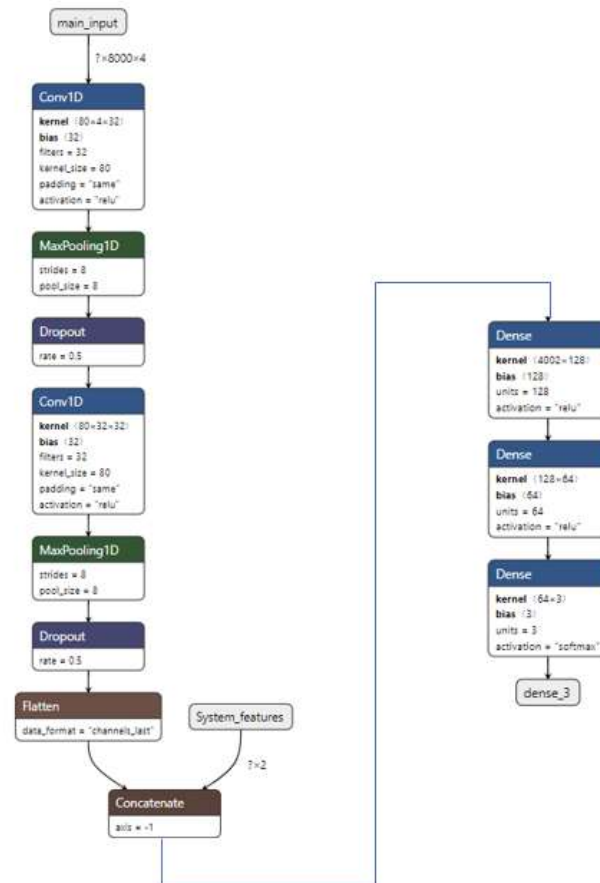 main_input
?×8000×4
Conv1D
kernel (80×4×32)
bias (32)
filters = 32
kernel_size = 80
padding = "same"
activation = "relu"
MaxPooling1D
strides = 8
pool_size = 8
Dropout
rate = 0.5
Conv1D
kernel (80×32×32)
bias (32)
filters = 32
kernel_size = 80
padding = "same"
activation = "relu"
MaxPooling1D
strides = 8
pool_size = 8
Dropout
rate = 0.5
Flatten
data_format = "channels_last"
System_features
?×2
Concatenate
axis = -1
Dense
kernel (4002×128)
bias (128)
units = 128
activation = "relu"
Dense
kernel (128×64)
bias (64)
units = 64
activation = "relu"
Dense
kernel (64×3)
bias (3)
units = 3
activation = "softmax"
dense_3